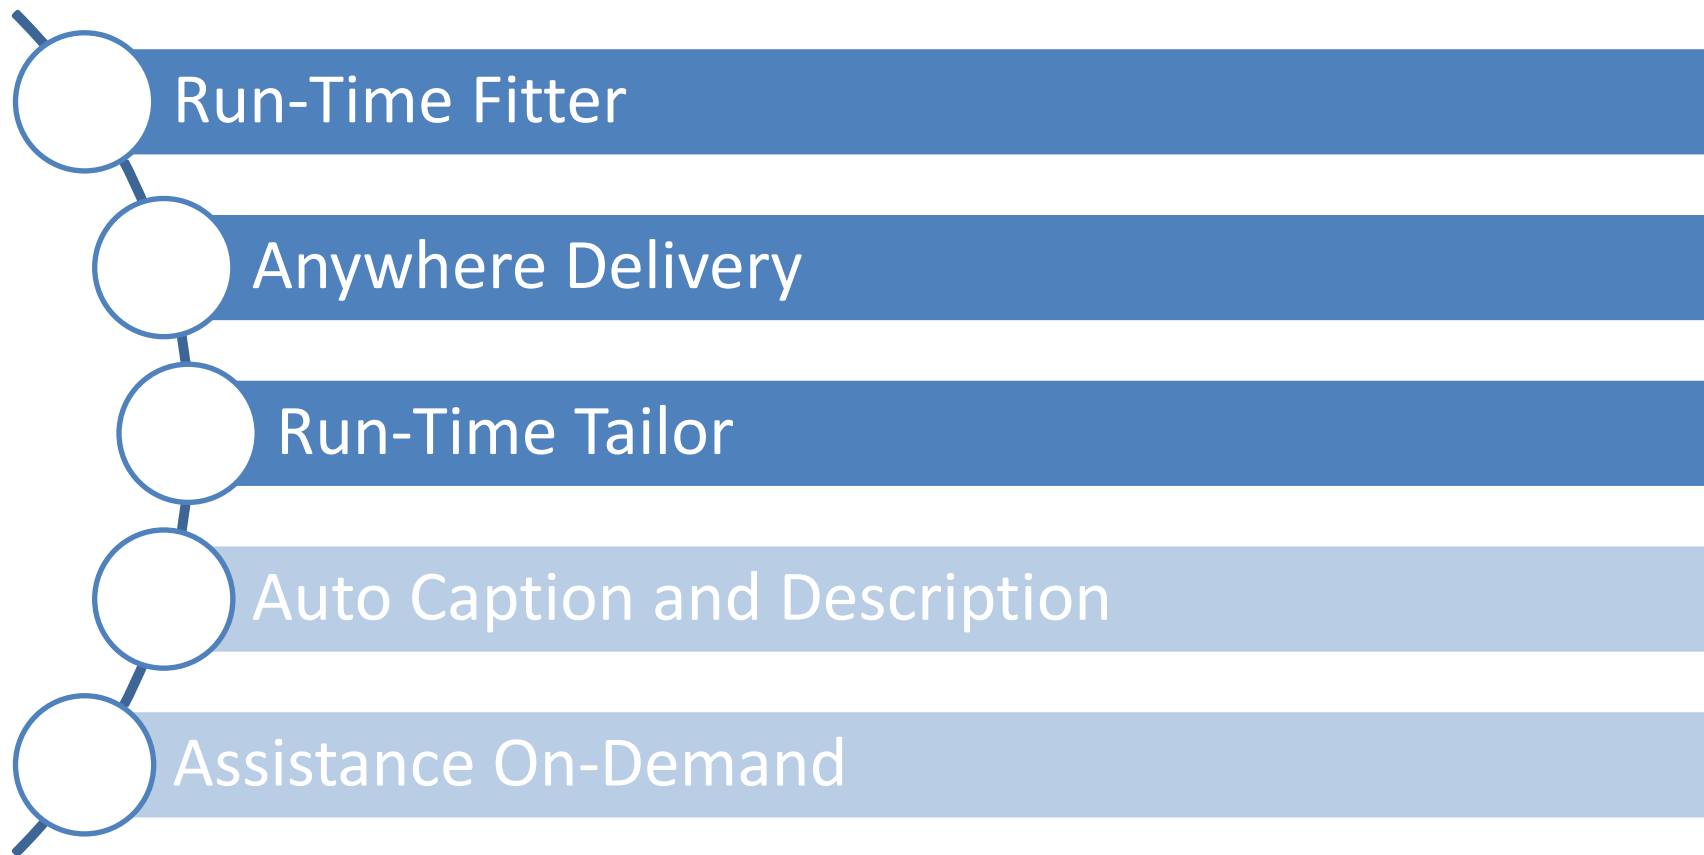 Run-Time Fitter
Anywhere Delivery
Run-Time Tailor
Auto Caption and Description
Assistance On-Demand